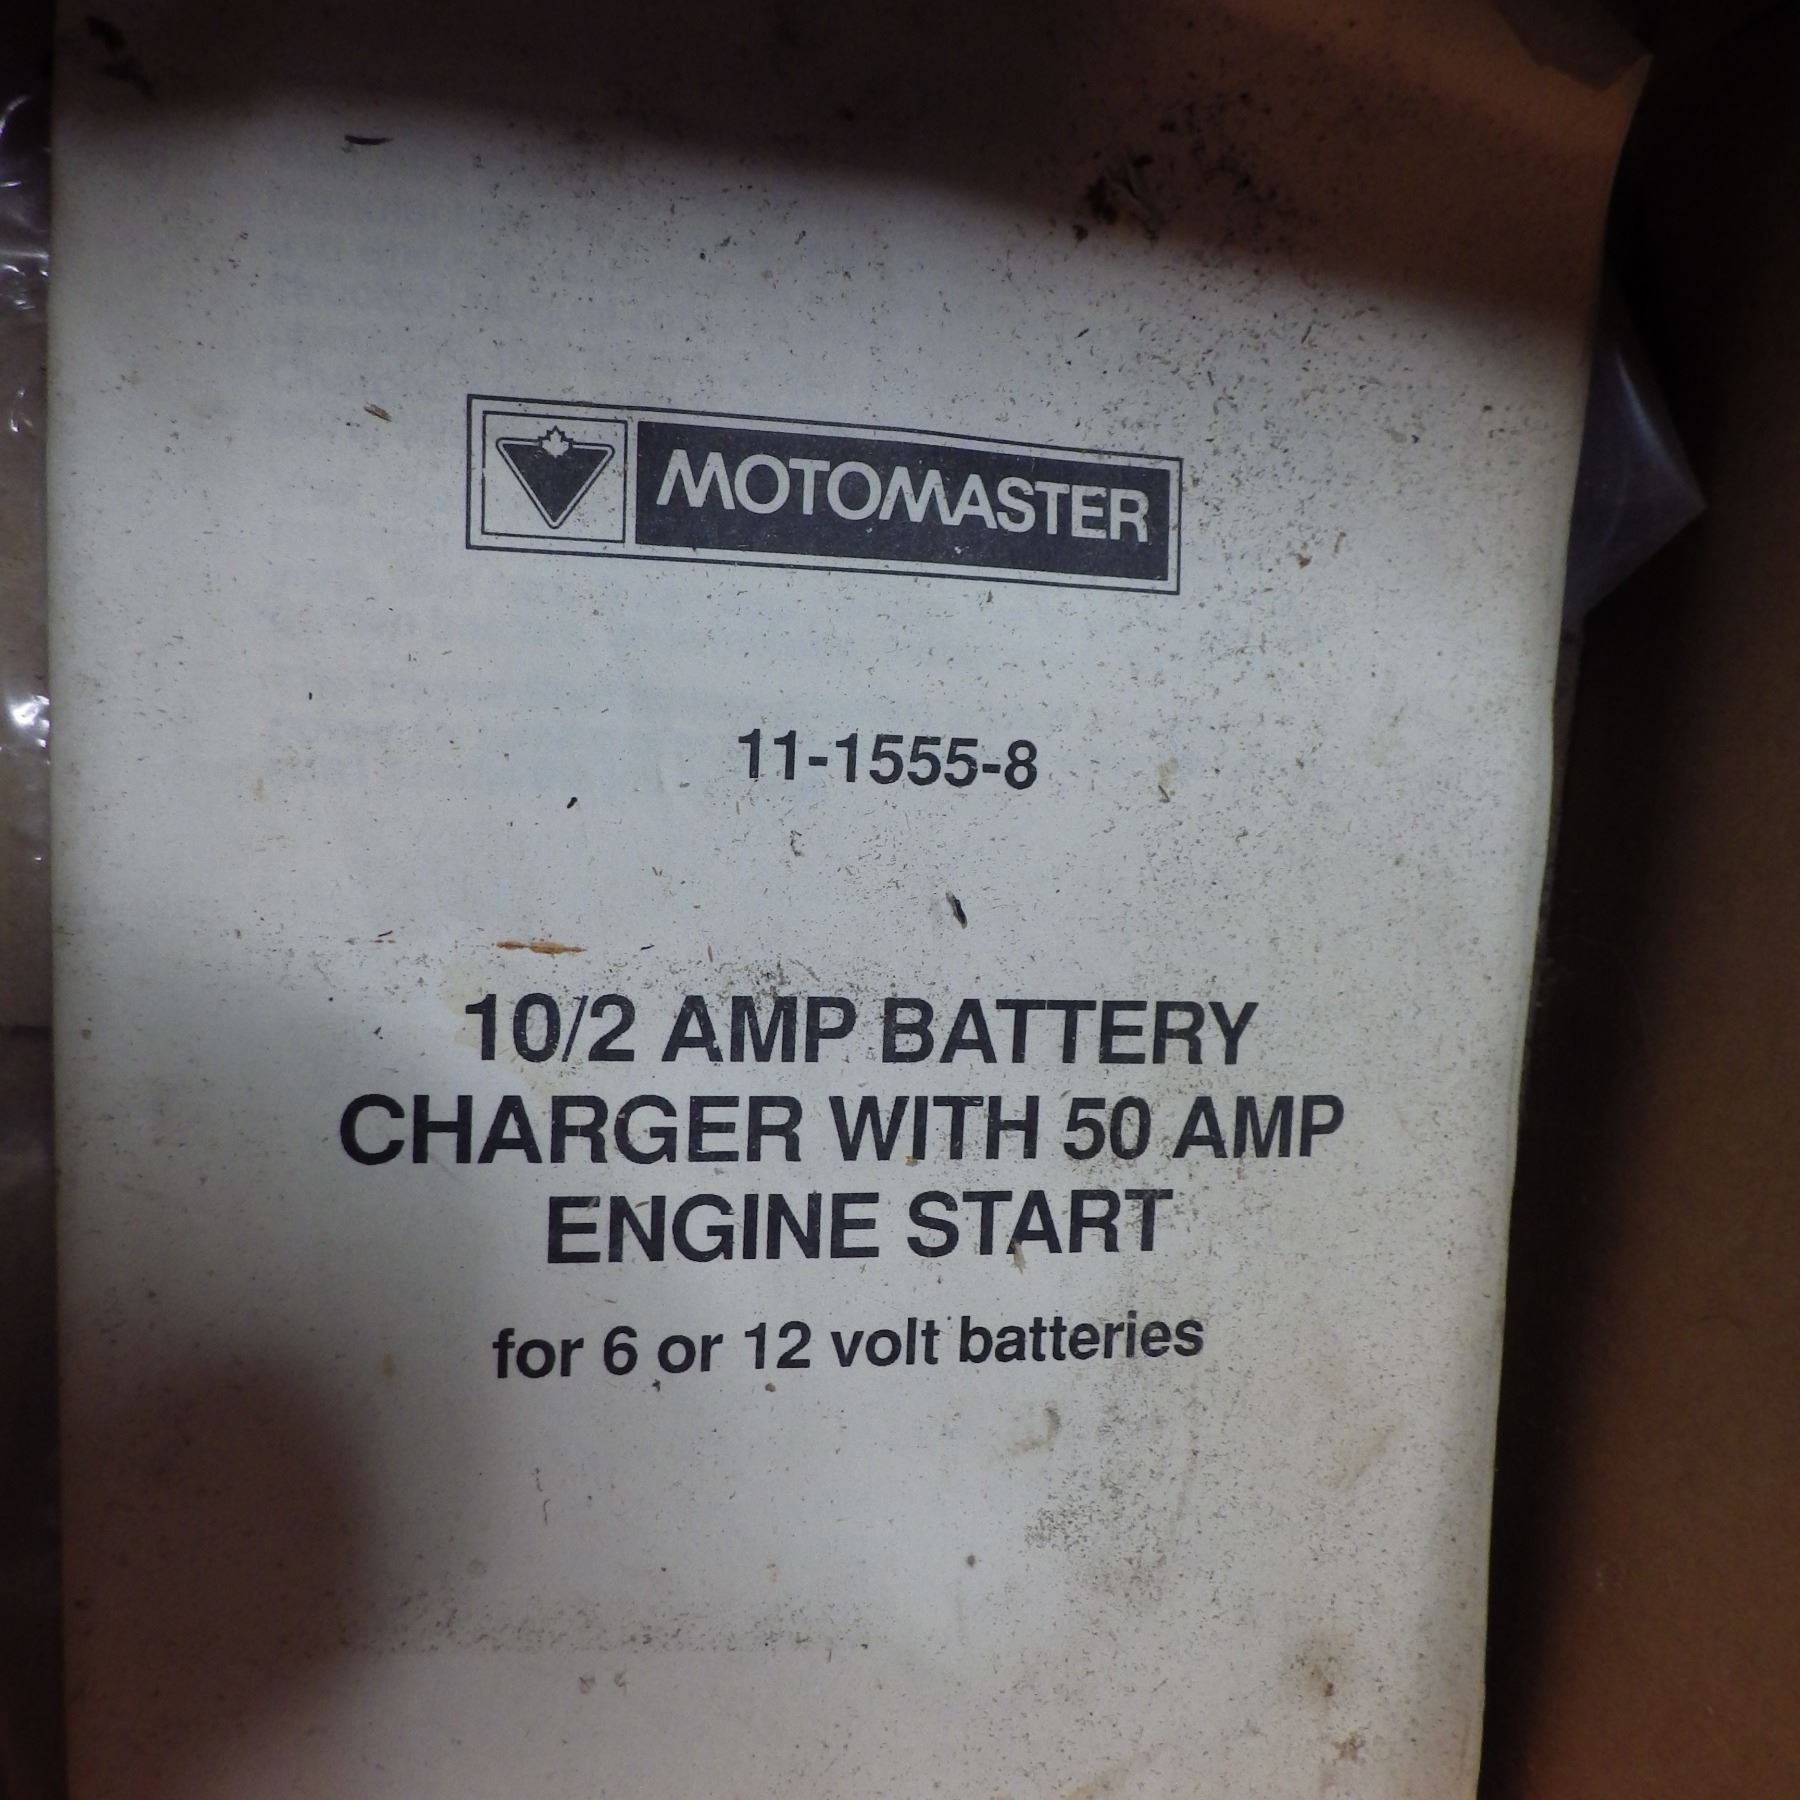 MOTOMASTER
11-1555-8
10/2 AMP BATTERY
CHARGER WITH 50 AMP
ENGINE START
for 6 or 12 volt batteries